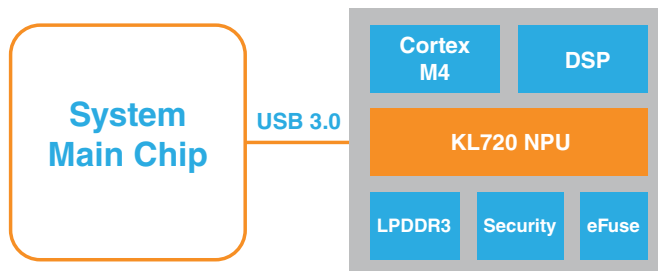 System
Main Chip
USB 3.0
Cortex
M4
DSP
KL720 NPU
LPDDR3
Security
eFuse